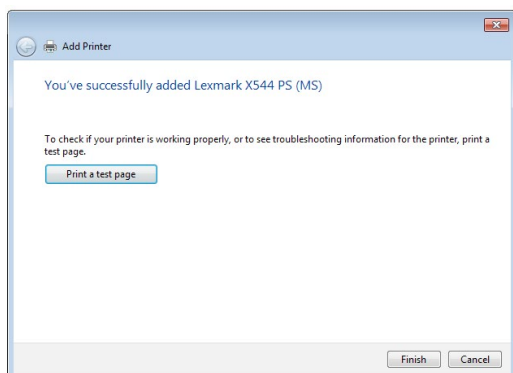 Add Printer
You've successfully added Lexmark X544 PS (MS)
To check if your printer is working properly, or to see troubleshooting information for the printer, print a
test page.
Print a test page
Finish Cancel